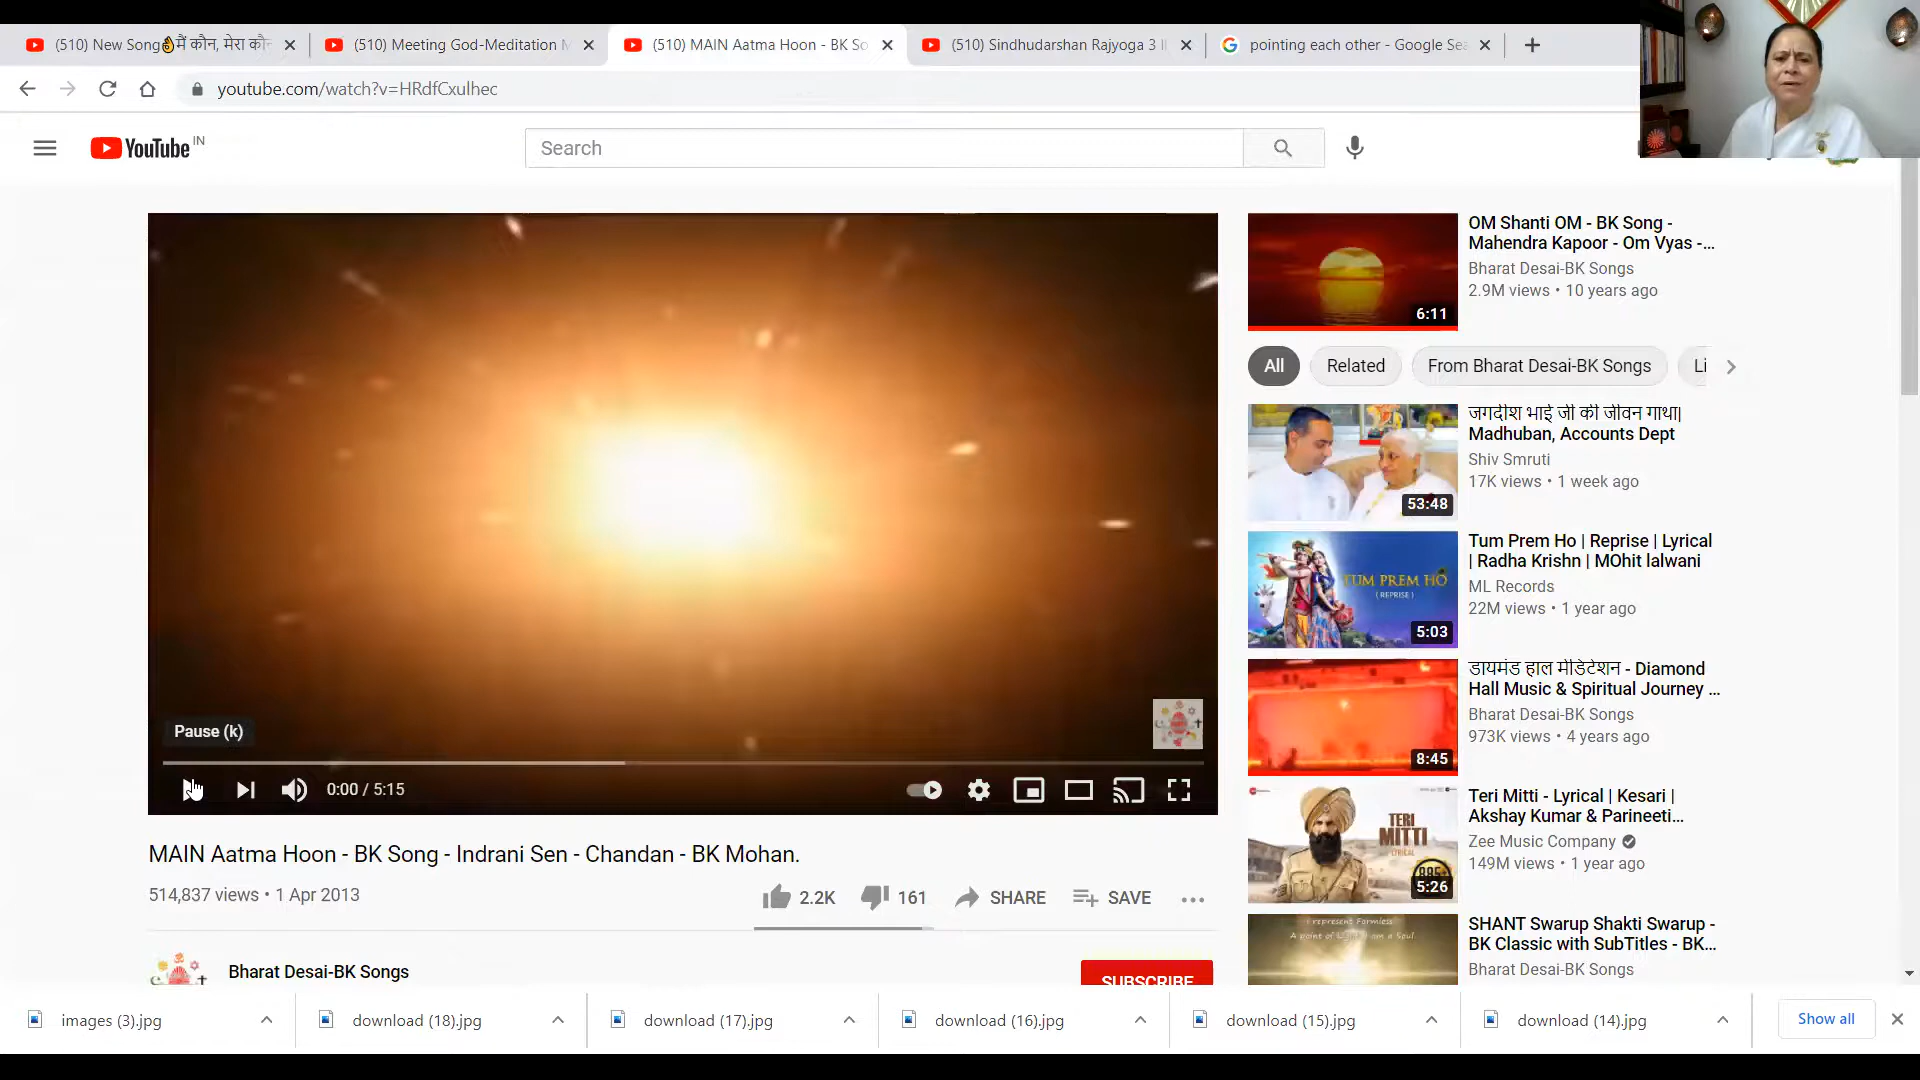 (510) New Song👌मैं कौन, मेरा कौन
(510) Meeting God-Meditation M
(510) MAIN Aatma Hoon - BK So
(510) Sindhudarshan Rajyoga 3 I
pointing each other - Google Sea
youtube.com/watch?v=HRdfCxulhec
YouTube IN
Search
OM Shanti OM - BK Song -
Mahendra Kapoor - Om Vyas -...
Bharat Desai-BK Songs
2.9M views • 10 years ago
6:11
All
Related
From Bharat Desai-BK Songs
Li
जगदीश भाई जी की जीवन गाथा|
Madhuban, Accounts Dept
Shiv Smruti
17K views • 1 week ago
53:48
TUM PREM HO
(REPRISE)
5:03
Tum Prem Ho | Reprise | Lyrical
| Radha Krishn | MOhit lalwani
ML Records
22M views • 1 year ago
डायमंड हाल मेडिटेशन - Diamond
Hall Music & Spiritual Journey ...
Bharat Desai-BK Songs
973K views • 4 years ago
8:45
TERI
MITTI
LYRICAL
5:26
Teri Mitti - Lyrical | Kesari |
Akshay Kumar & Parineeti...
Zee Music Company
149M views • 1 year ago
I represent Formless
A point of Light I am a Soul.
SHANT Swarup Shakti Swarup -
BK Classic with SubTitles - BK...
Bharat Desai-BK Songs
Pause (k)
0:00 / 5:15
MAIN Aatma Hoon - BK Song - Indrani Sen - Chandan - BK Mohan.
514,837 views • 1 Apr 2013
2.2K
161
SHARE
SAVE
Bharat Desai-BK Songs
SUBSCRIBE
images (3).jpg
download (18).jpg
download (17).jpg
download (16).jpg
download (15).jpg
download (14).jpg
Show all